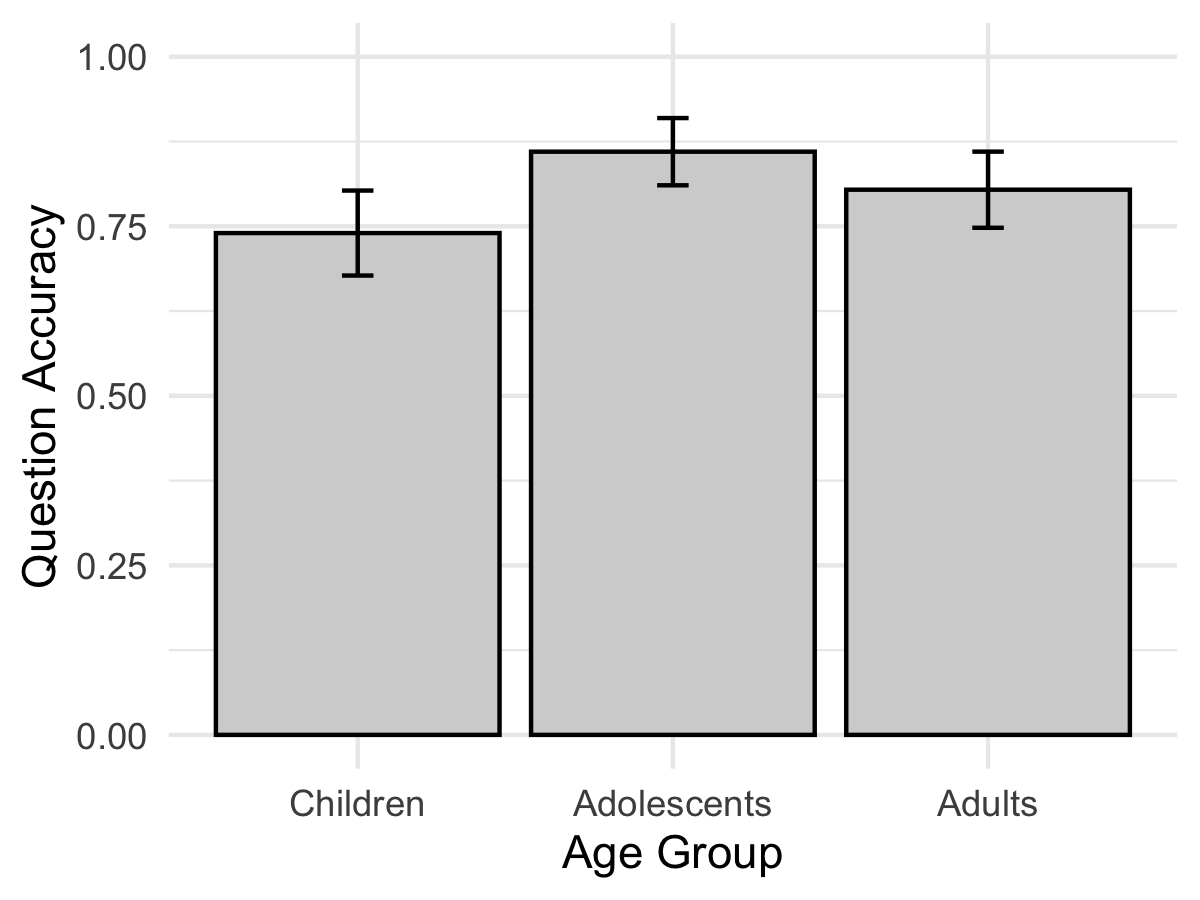 Question Accuracy
1.00
0.75
0.50
0.25
0.00
Children
Adolescents
Adults
Age Group